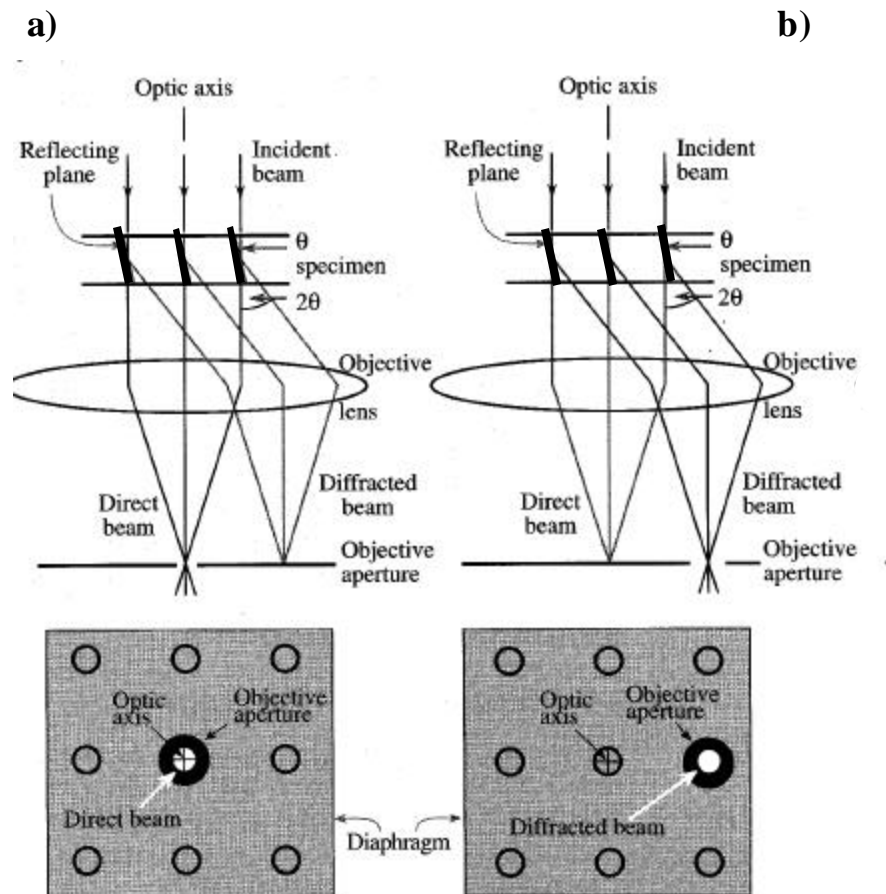 a)
b)
Optic axis
Reflecting
plane
Incident
beam
θ
specimen
2θ
Objective
lens
Direct
beam
Diffracted
beam
Objective
aperture
Optic axis
Reflecting
plane
Incident
beam
θ
specimen
2θ
Objective
lens
Direct
beam
Diffracted
beam
Objective
aperture
Optic
axis
Objective
aperture
Direct beam
Diaphragm
Optic
axis
Objective
aperture
Diffracted beam